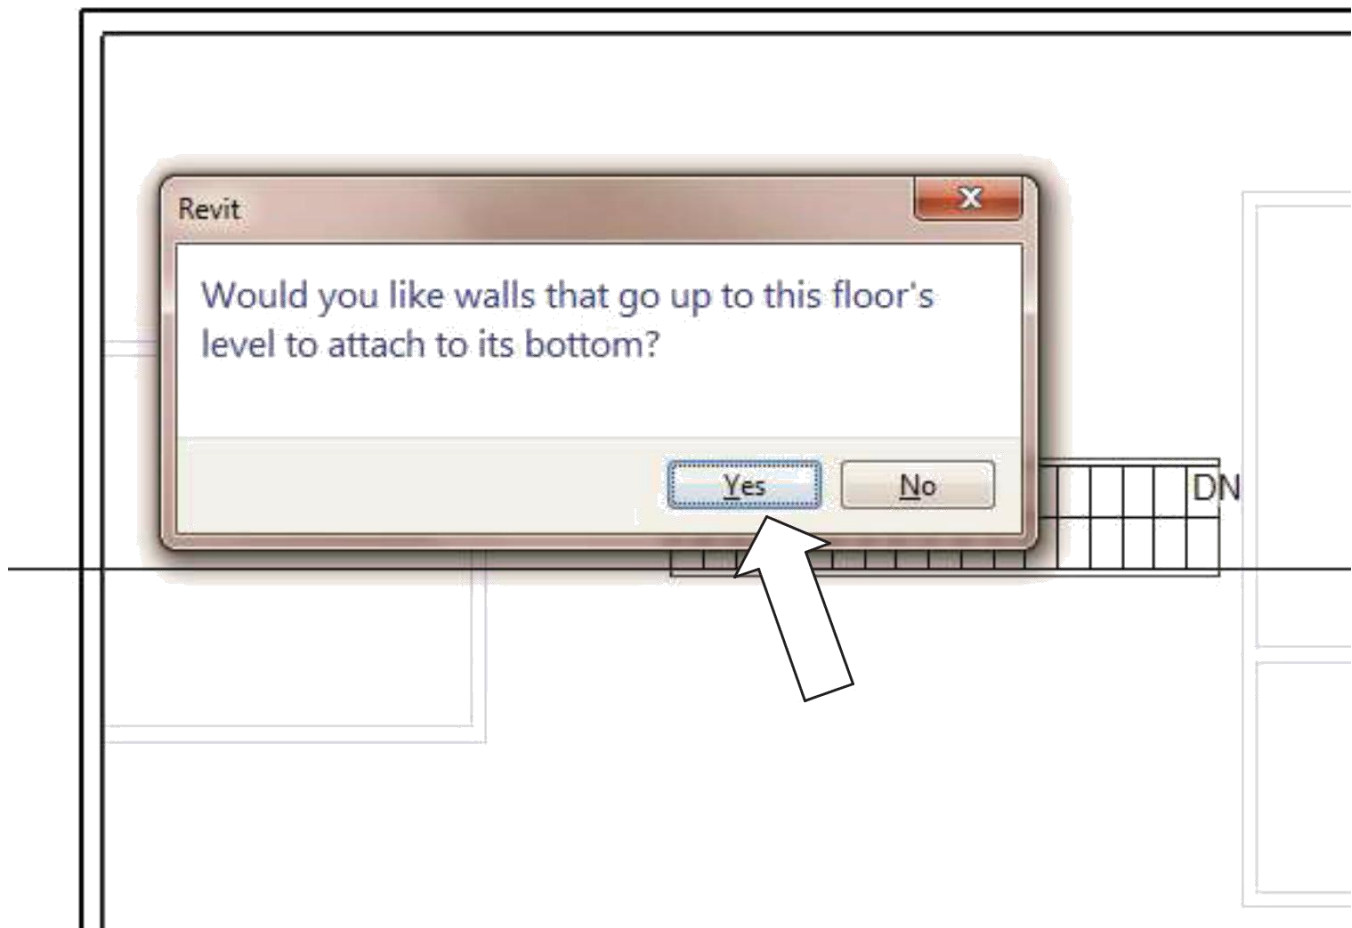 Revit
X
Would you like walls that go up to this floor's
level to attach to its bottom?
Yes
No
DN